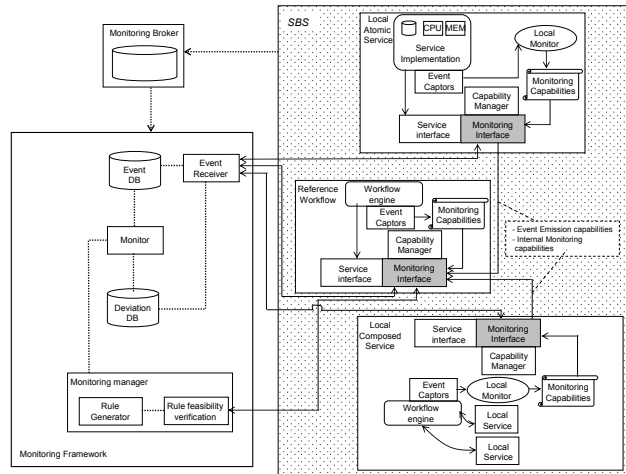 Monitoring Broker
SBS
Local
Atomic
Service
CPU
MEM
Service
Implementation
Event
Captors
Local
Monitor
Monitoring
Capabilities
Capability
Manager
Service
interface
Monitoring
Interface
Event
DB
Event
Receiver
Monitor
Deviation
DB
Monitoring manager
Rule
Generator
Rule feasibility
verification
Monitoring Framework
Reference
Workflow
Workflow
engine
Event
Captors
Monitoring
Capabilities
Capability
Manager
Service
interface
Monitoring
Interface
- Event Emission capabilities
- Internal Monitoring
capabilities
Local
Composed
Service
Service
interface
Monitoring
Interface
Capability
Manager
Event
Captors
Local
Monitor
Monitoring
Capabilities
Workflow
engine
Local
Service
Local
Service